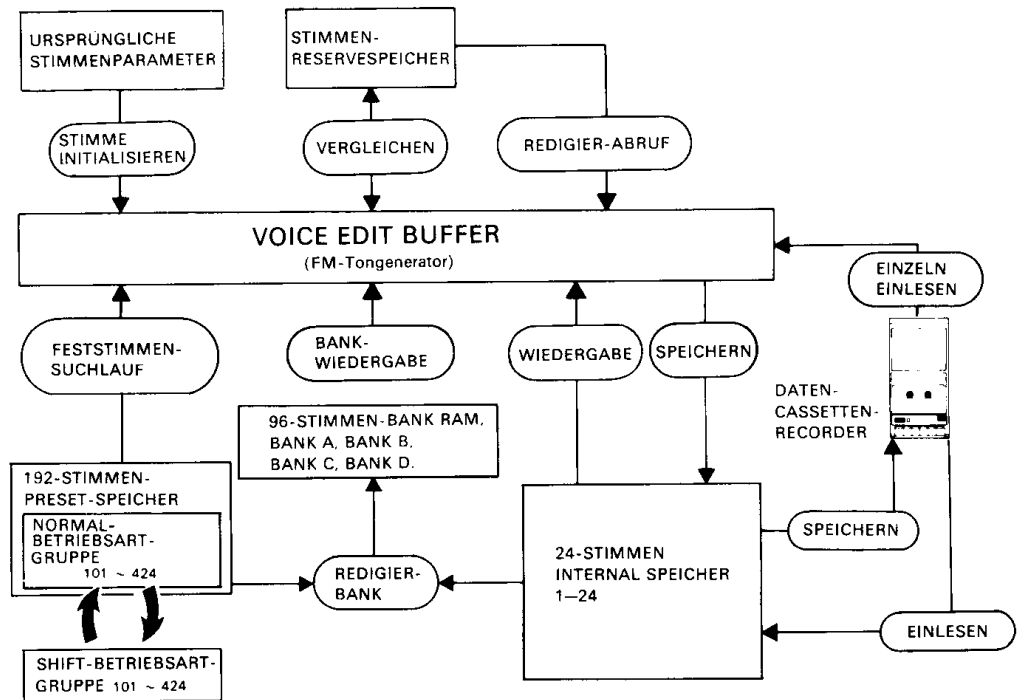 URSPRÜNGLICHE
STIMMENPARAMETER
STIMMEN-
RESERVESPEICHER
STIMME
INITIALISIEREN
VERGLEICHEN
REDIGIER-ABRUF
VOICE EDIT BUFFER
(FM-Tongenerator)
EINZELN
EINLESEN
FESTSTIMMEN-
SUCHLAUF
BANK-
WIEDERGABE
WIEDERGABE
SPEICHERN
DATEN-
CASSETTEN-
RECORDER
96-STIMMEN-BANK RAM,
BANK A, BANK B,
BANK C, BANK D.
192-STIMMEN-
PRESET-SPEICHER
NORMAL-
BETRIEBSART-
GRUPPE
101 ~ 424
REDIGIER-
BANK
24-STIMMEN
INTERNAL SPEICHER
1—24
SPEICHERN
EINLESEN
SHIFT-BETRIEBSART-
GRUPPE 101 ~ 424